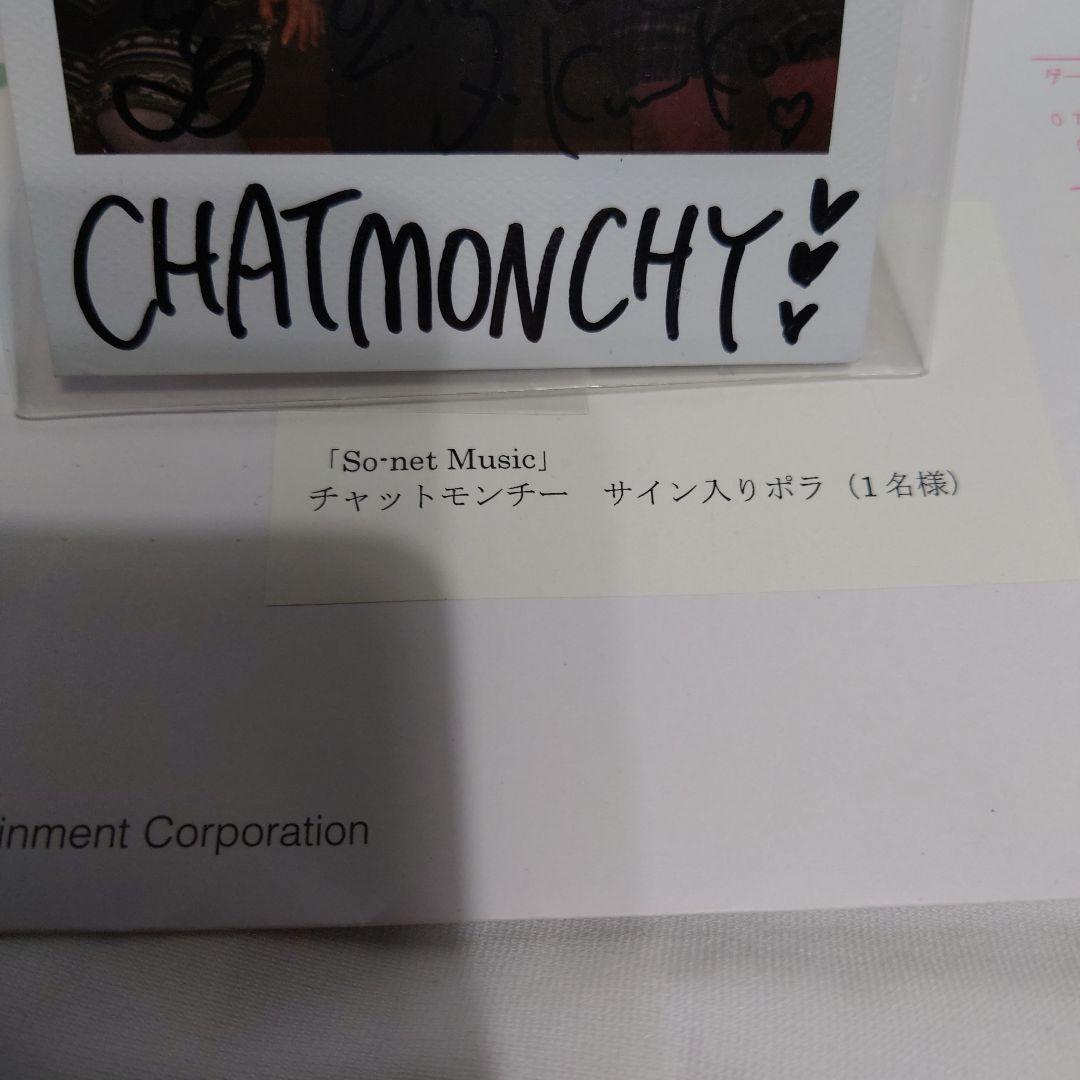 CHATMONCHY
「So-net Music」
チャットモンチー　サイン入りポラ（1名様）
inment Corporation